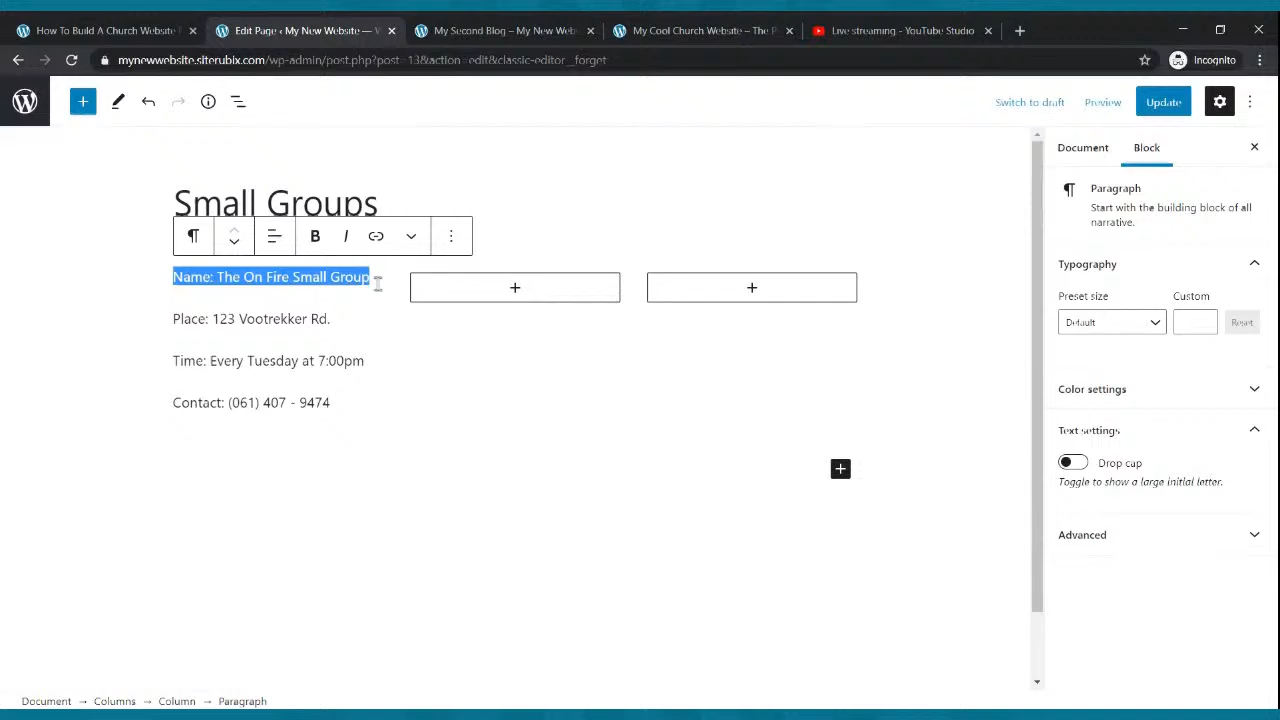 How To Build A Church Website
Edit Page ‹ My New Website —
My Second Blog – My New Web
My Cool Church Website – The P
Live streaming - YouTube Studio
mynewwebsite.siterubix.com/wp-admin/post.php?post=13&action=edit&classic-editor__forget
Incognito
Switch to draft
Preview
Update
Document
Block
Small Groups
Paragraph
Start with the building block of all
narrative.
B I
Name: The On Fire Small Group
Typography
Preset size
Custom
Place: 123 Vootrekker Rd.
Default
Reset
Time: Every Tuesday at 7:00pm
Color settings
Contact: (061) 407 - 9474
Text settings
Drop cap
Toggle to show a large initial letter.
Advanced
Document → Columns → Column → Paragraph